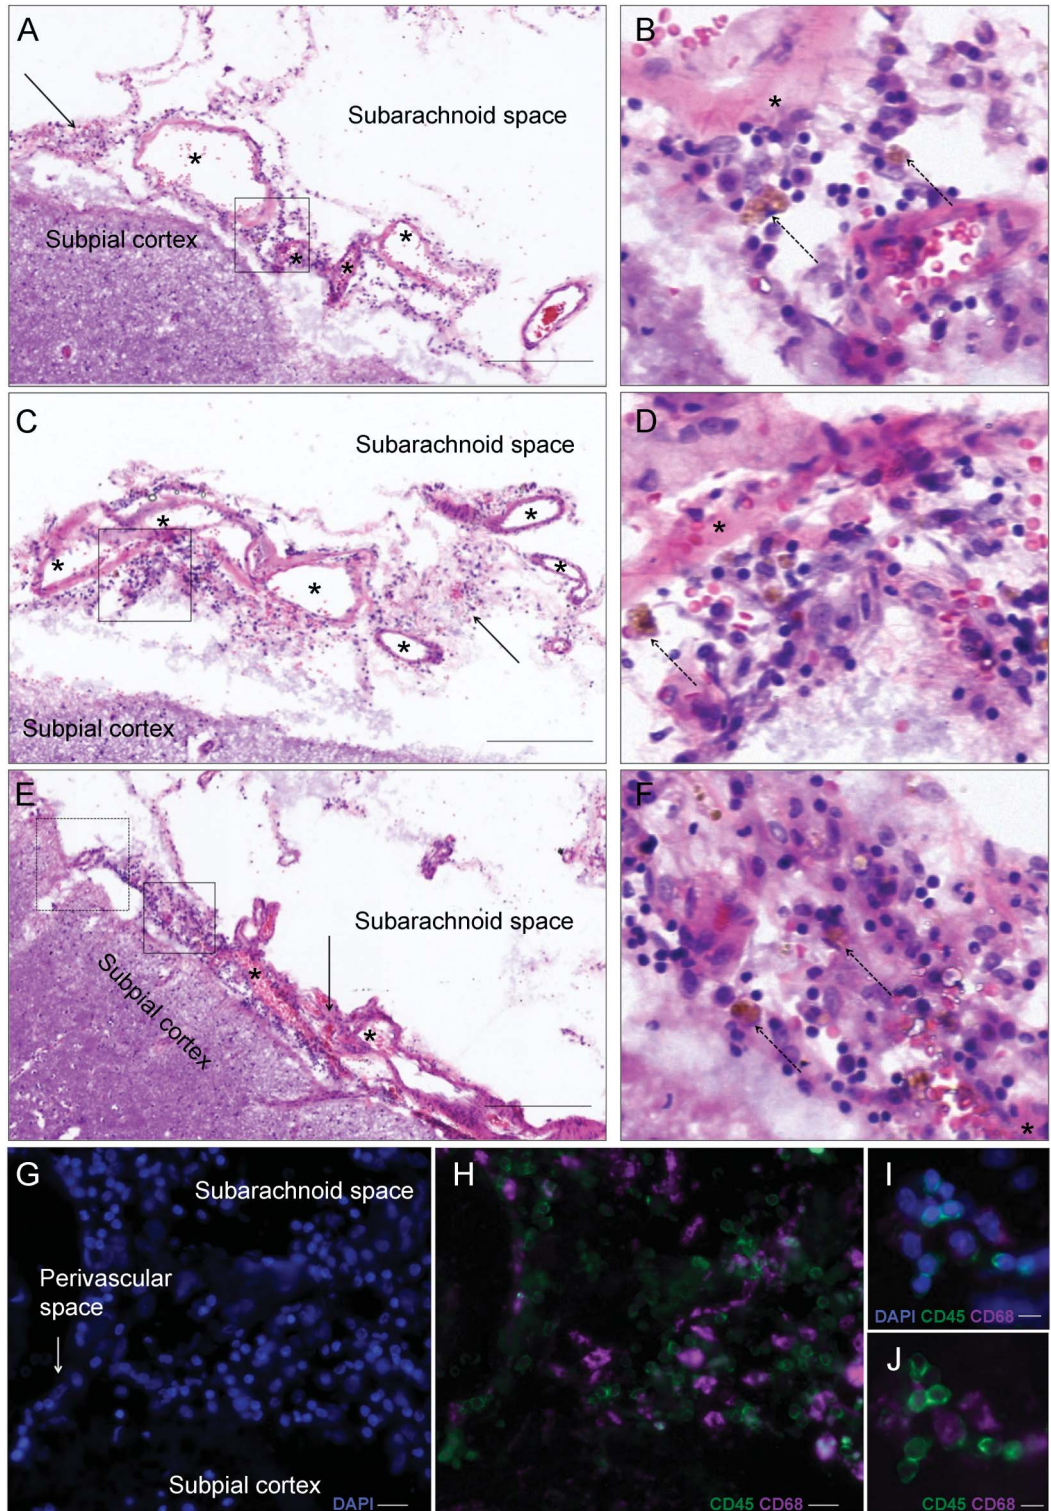 A
Subarachnoid space
*
Subpial cortex
*
*
*
B
*
C
Subarachnoid space
*
*
*
*
*
*
Subpial cortex
D
*
E
Subarachnoid space
Subpial cortex
*
*
F
*
G
Subarachnoid space
Perivascular
space
Subpial cortex
DAPI
H
CD45 CD68
I
DAPI CD45 CD68
J
CD45 CD68